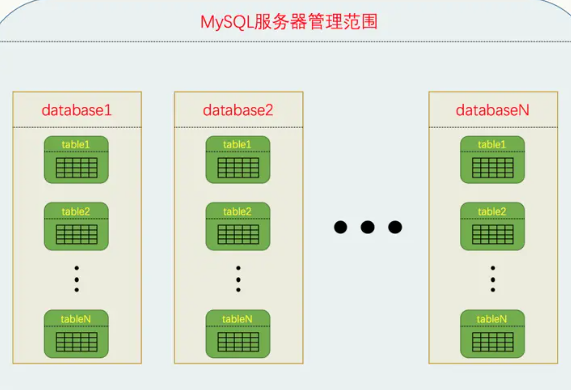 MySQL服务器管理范围
database1
table1
table2
tableN
database2
table1
table2
tableN
databaseN
table1
table2
tableN